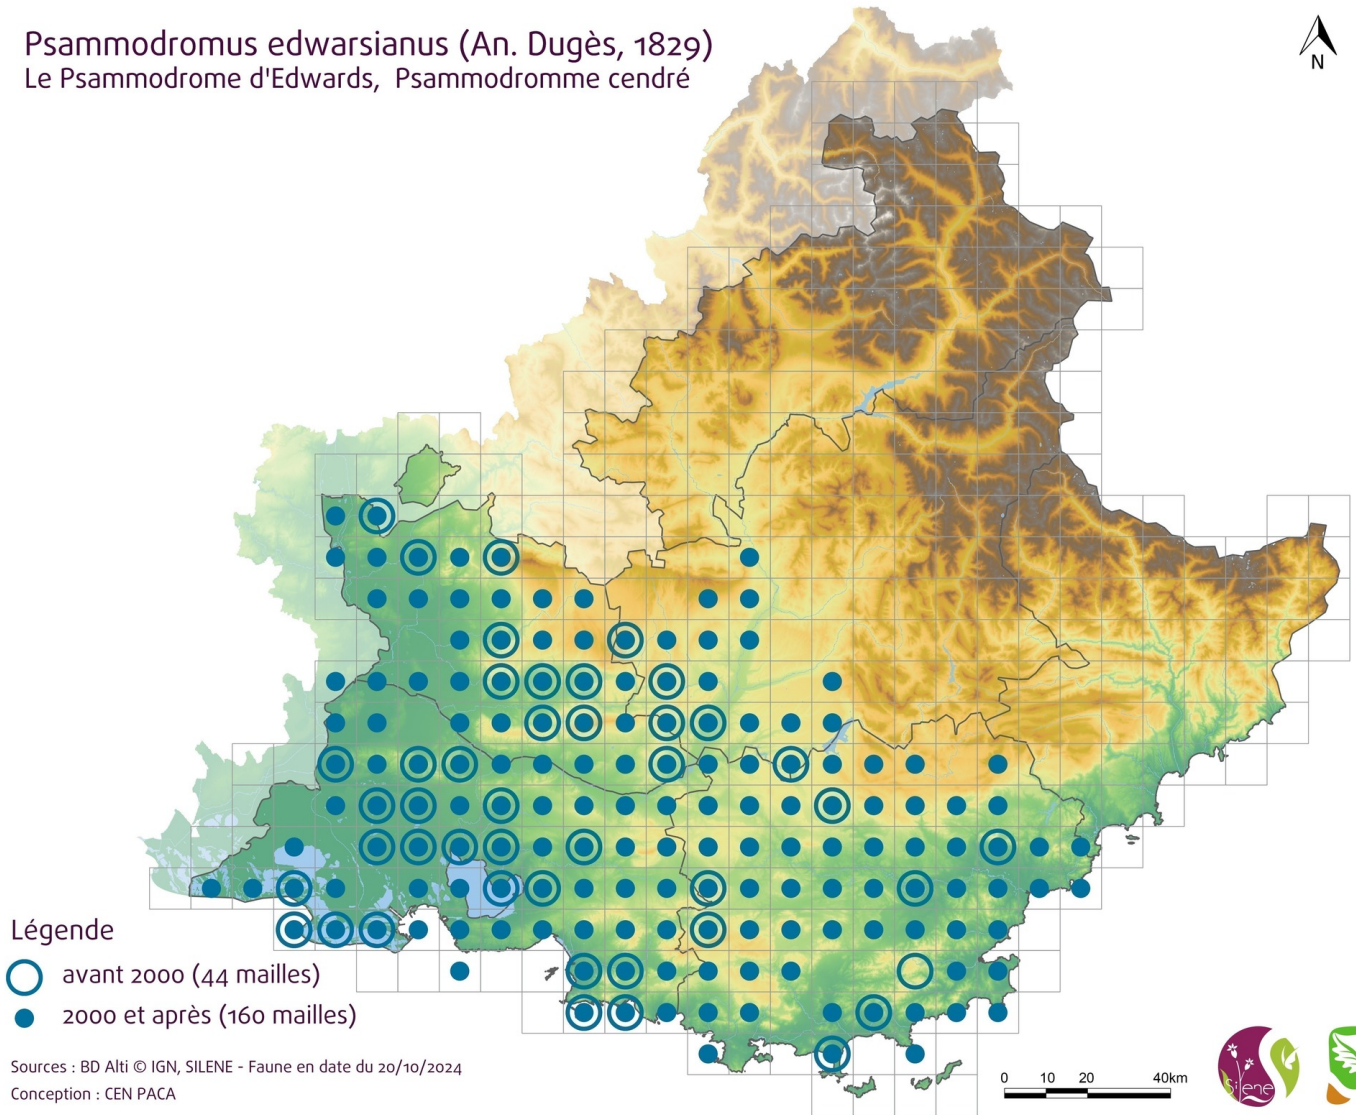 Psammodromus edwarsianus (An. Dugès, 1829)
Le Psammodrome d'Edwards, Psammodromme cendré
N
Légende
avant 2000 (44 mailles)
2000 et après (160 mailles)
Sources : BD Alti © IGN, SILENE - Faune en date du 20/10/2024
Conception : CEN PACA
0 10 20 40km
Silene